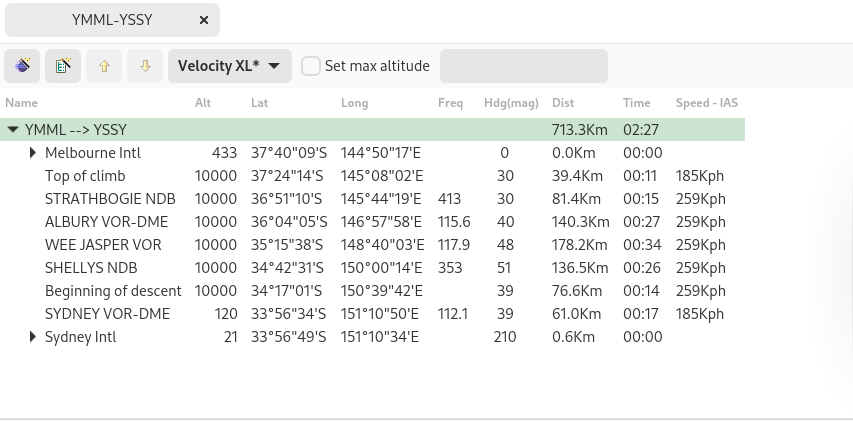 YMML-YSSY ×
Velocity XL* Set max altitude
Name Alt Lat Long Freq Hdg(mag) Dist Time Speed - IAS
YMML --> YSSY 713.3Km 02:27
Melbourne Intl 433 37°40"09'S 144°50"17'E 0 0.0Km 00:00
Top of climb 10000 37°24"14'S 145°08"02'E 30 39.4Km 00:11 185Kph
STRATHBOGIE NDB 10000 36°51"10'S 145°44"19'E 413 30 81.4Km 00:15 259Kph
ALBURY VOR-DME 10000 36°04"05'S 146°57"58'E 115.6 40 140.3Km 00:27 259Kph
WEE JASPER VOR 10000 35°15"38'S 148°40"03'E 117.9 48 178.2Km 00:34 259Kph
SHELLYS NDB 10000 34°42"31'S 150°00"14'E 353 51 136.5Km 00:26 259Kph
Beginning of descent 10000 34°17"01'S 150°39"42'E 39 76.6Km 00:14 259Kph
SYDNEY VOR-DME 120 33°56"34'S 151°10"50'E 112.1 39 61.0Km 00:17 185Kph
Sydney Intl 21 33°56"49'S 151°10"34'E 210 0.6Km 00:00